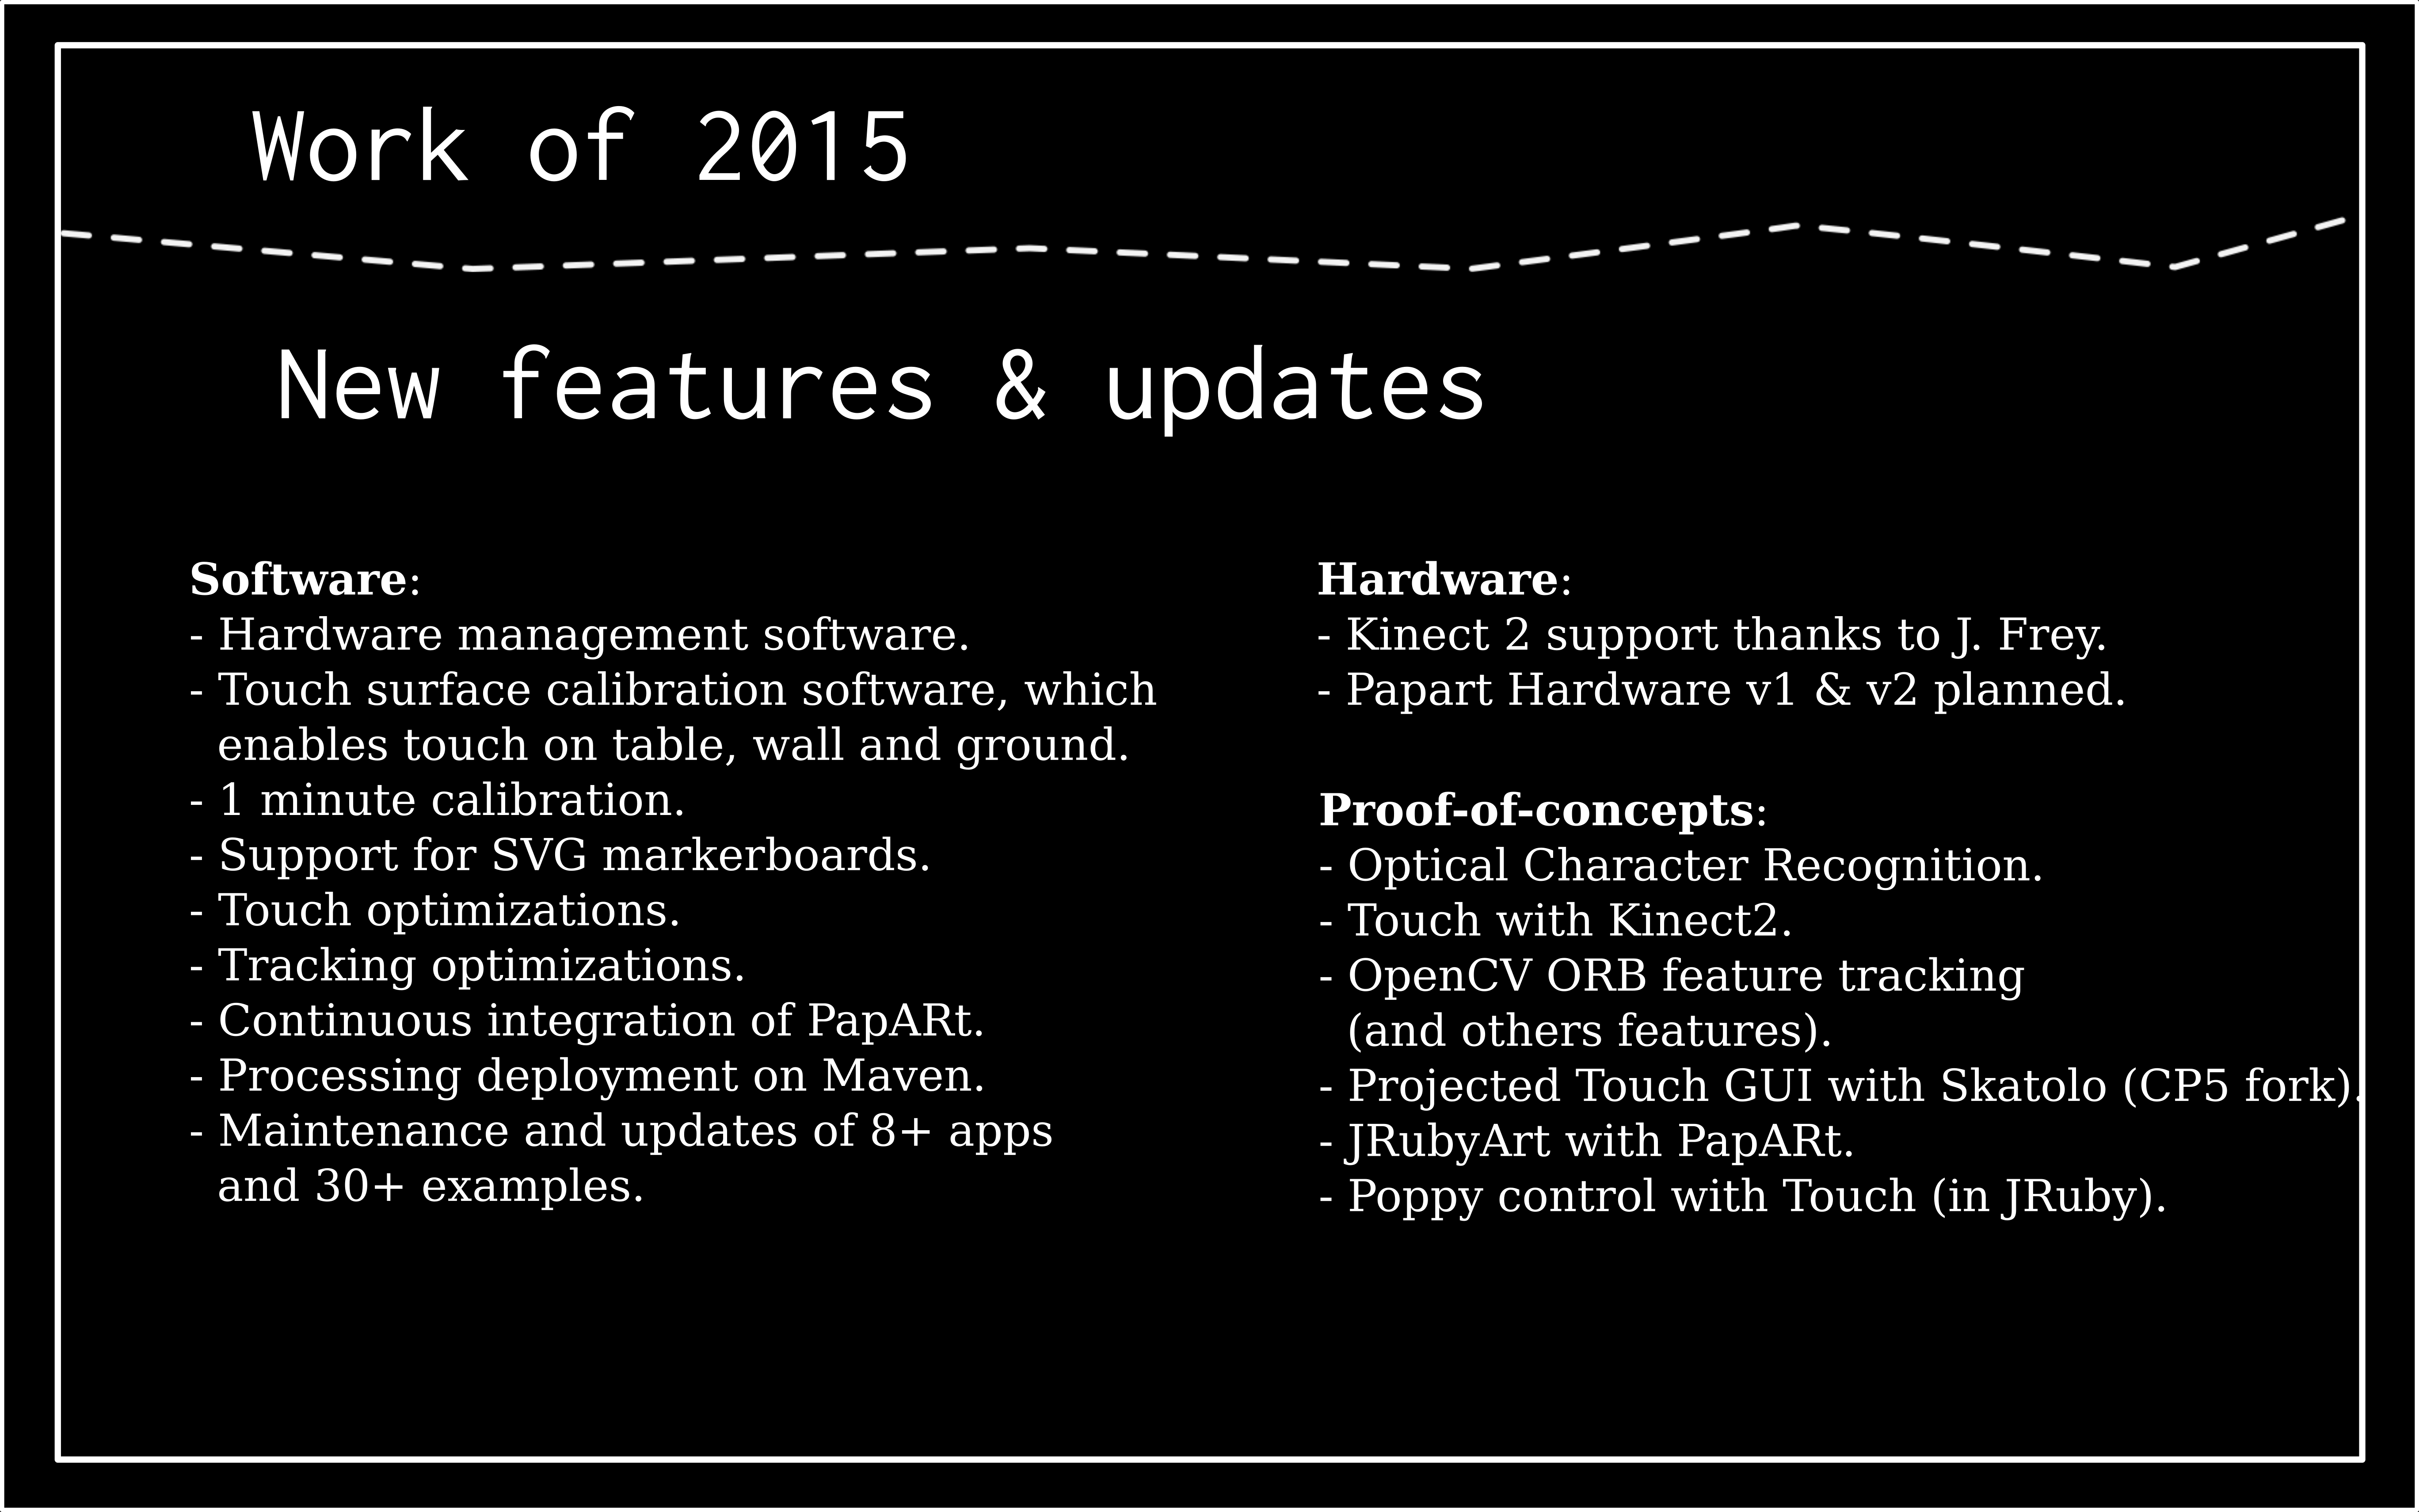 Work of 2015
New features & updates
Software:
- Hardware management software.
- Touch surface calibration software, which
enables touch on table, wall and ground.
- 1 minute calibration.
- Support for SVG markerboards.
- Touch optimizations.
- Tracking optimizations.
- Continuous integration of PapARt.
- Processing deployment on Maven.
- Maintenance and updates of 8+ apps
and 30+ examples.
Hardware:
- Kinect 2 support thanks to J. Frey.
- Papart Hardware v1 & v2 planned.
Proof-of-concepts:
- Optical Character Recognition.
- Touch with Kinect2.
- OpenCV ORB feature tracking
(and others features).
- Projected Touch GUI with Skatolo (CP5 fork).
- JRubyArt with PapARt.
- Poppy control with Touch (in JRuby).